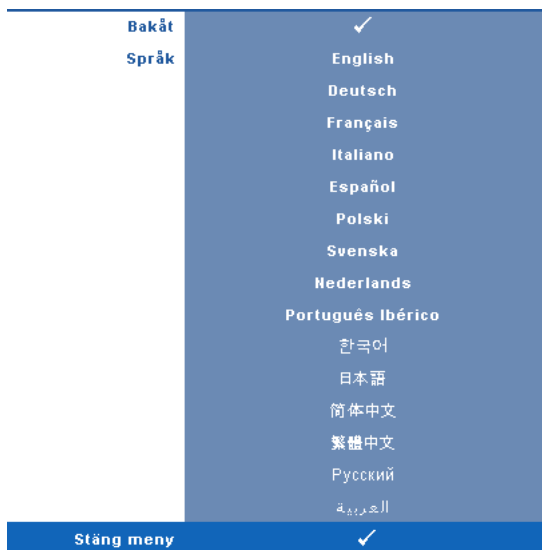 Bakåt ✓
Språk English
Deutsch
Français
Italiano
Español
Polski
Svenska
Nederlands
Português Ibérico
한국어
日本語
简体中文
繁體中文
Русский
العربية
Stäng meny ✓